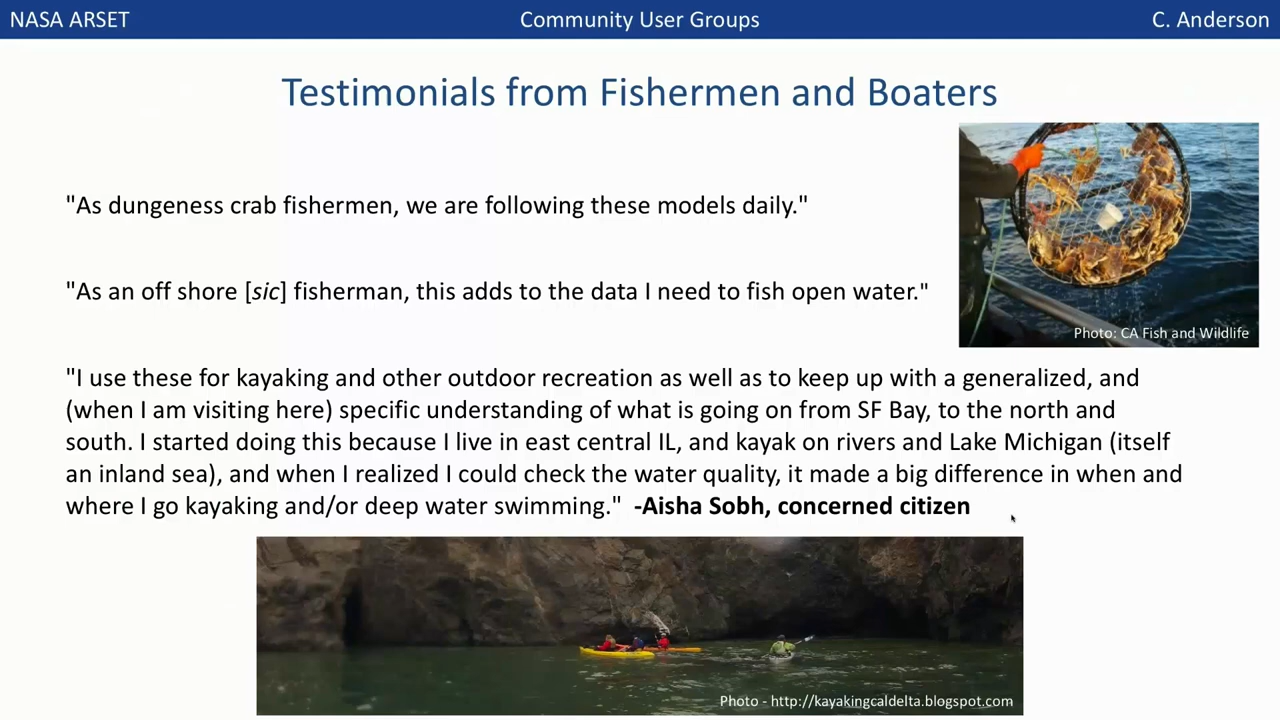 NASA ARSET
Community User Groups
C. Anderson
Testimonials from Fishermen and Boaters
"As dungeness crab fishermen, we are following these models daily."
"As an off shore [sic] fisherman, this adds to the data I need to fish open water."
Photo: CA Fish and Wildlife
"I use these for kayaking and other outdoor recreation as well as to keep up with a generalized, and
(when I am visiting here) specific understanding of what is going on from SF Bay, to the north and
south. I started doing this because I live in east central IL, and kayak on rivers and Lake Michigan (itself
an inland sea), and when I realized I could check the water quality, it made a big difference in when and
where I go kayaking and/or deep water swimming." -Aisha Sobh, concerned citizen
Photo - http://kayakingcaldelta.blogspot.com